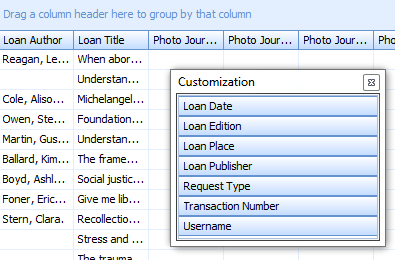 Drag a column header here to group by that column
Loan Author Loan Title Photo Jour... Photo Jour... Photo Jour... Pho
Reagan, Le... When abor...
Understan...
Cole, Aliso... Michelangel...
Owen, Ste... Foundation...
Martin, Gus... Understan...
Ballard, Kim... The frame...
Boyd, Ashl... Social justic...
Foner, Eric... Give me lib...
Stern, Clara. Recollectio...
Stress and ...
The trauma
Customization
Loan Date
Loan Edition
Loan Place
Loan Publisher
Request Type
Transaction Number
Username